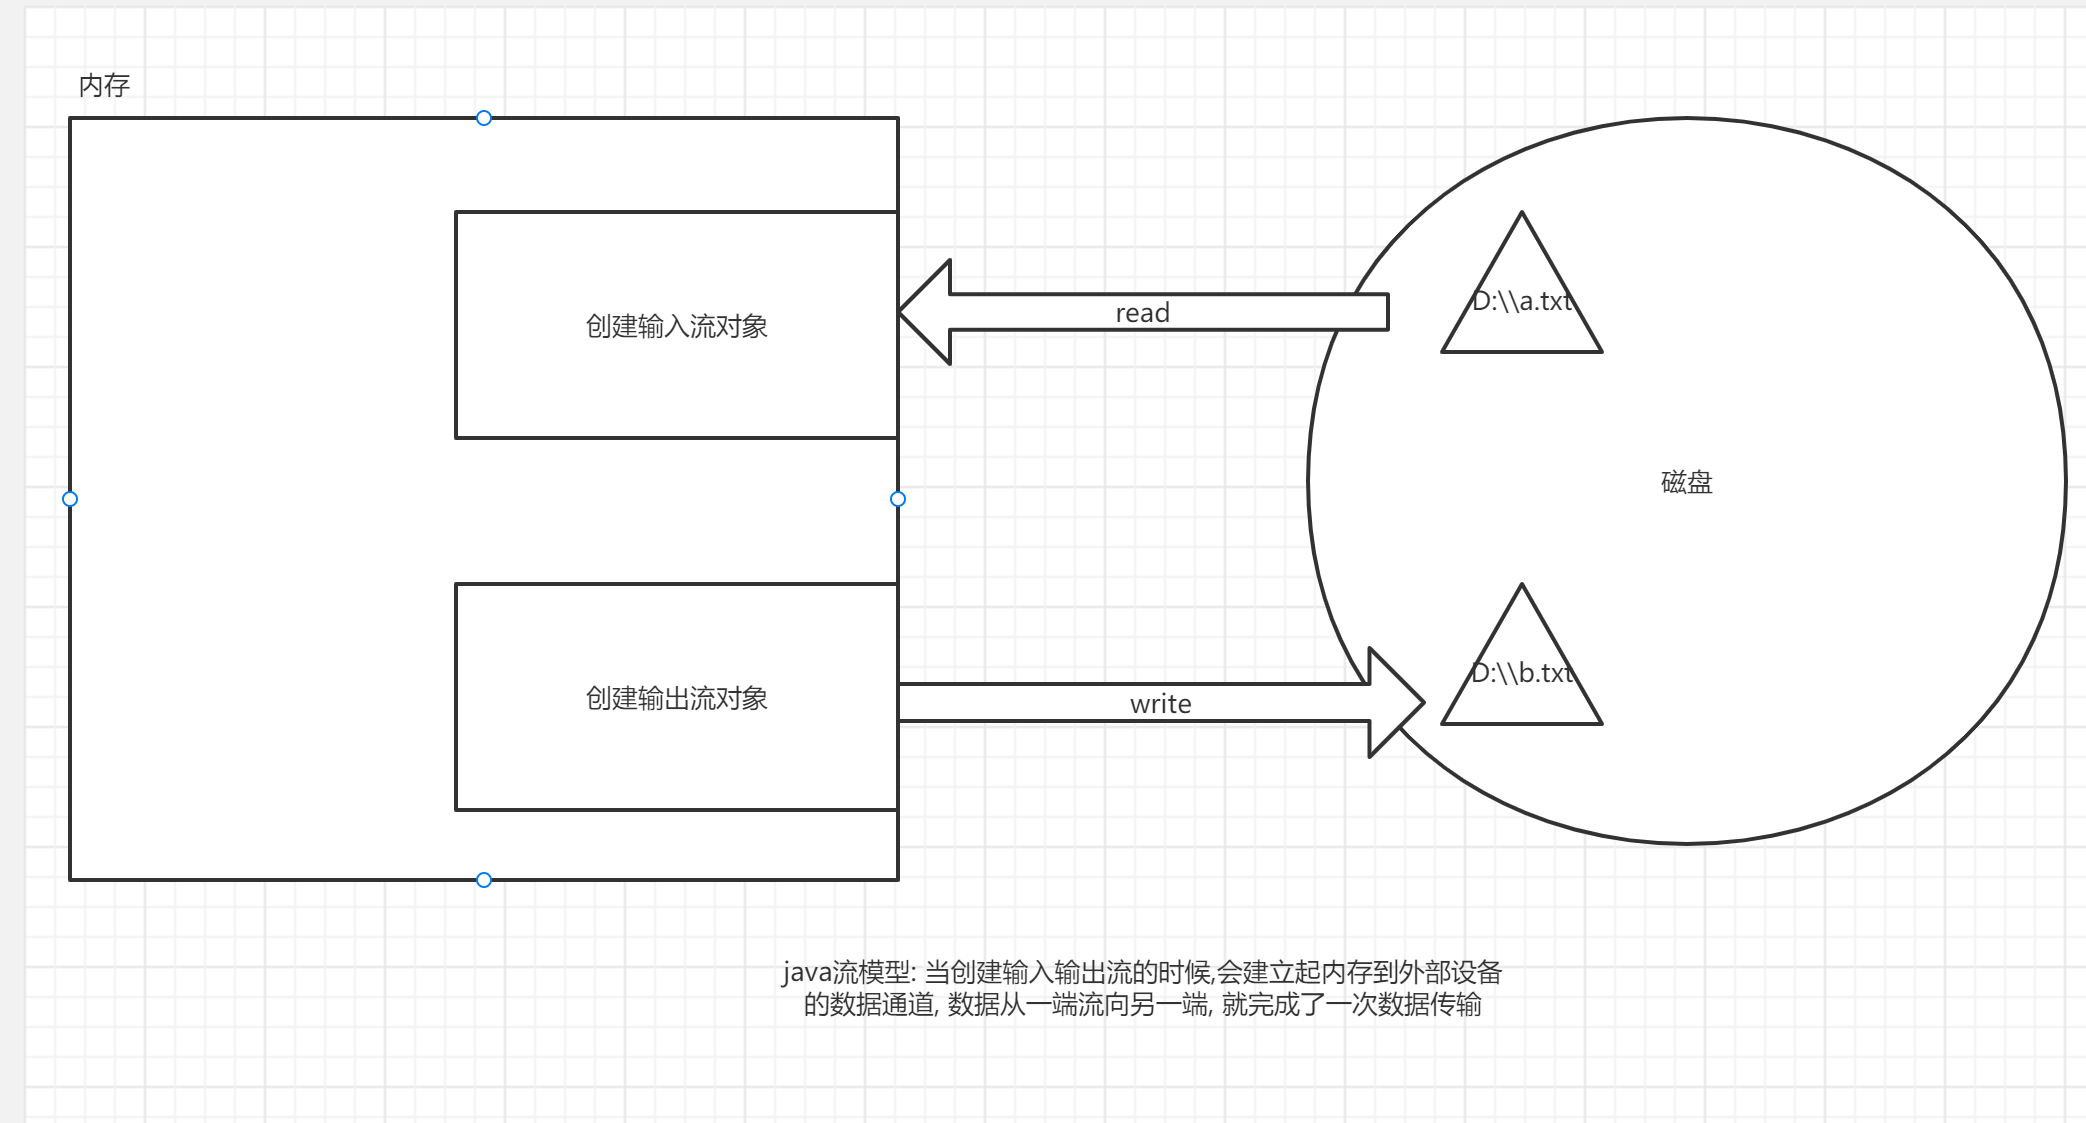 内存
创建输入流对象
read
D:\\a.txt
磁盘
创建输出流对象
write
D:\\b.txt
java流模型: 当创建输入输出流的时候,会建立起内存到外部设备
的数据通道, 数据从一端流向另一端, 就完成了一次数据传输